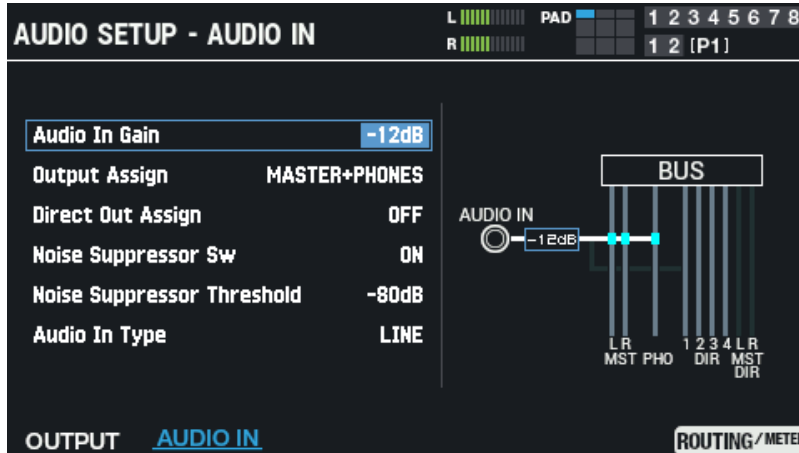 AUDIO SETUP - AUDIO IN
L
R
PAD
1 2 3 4 5 6 7 8
1 2 [P1]
Audio In Gain -12dB
Output Assign MASTER+PHONES
Direct Out Assign OFF
Noise Suppressor Sw ON
Noise Suppressor Threshold -80dB
Audio In Type LINE
BUS
AUDIO IN
-12dB
L R 1 2 3 4 L R
MST PHO DIR MST
DIR
OUTPUT AUDIO IN
ROUTING/METER